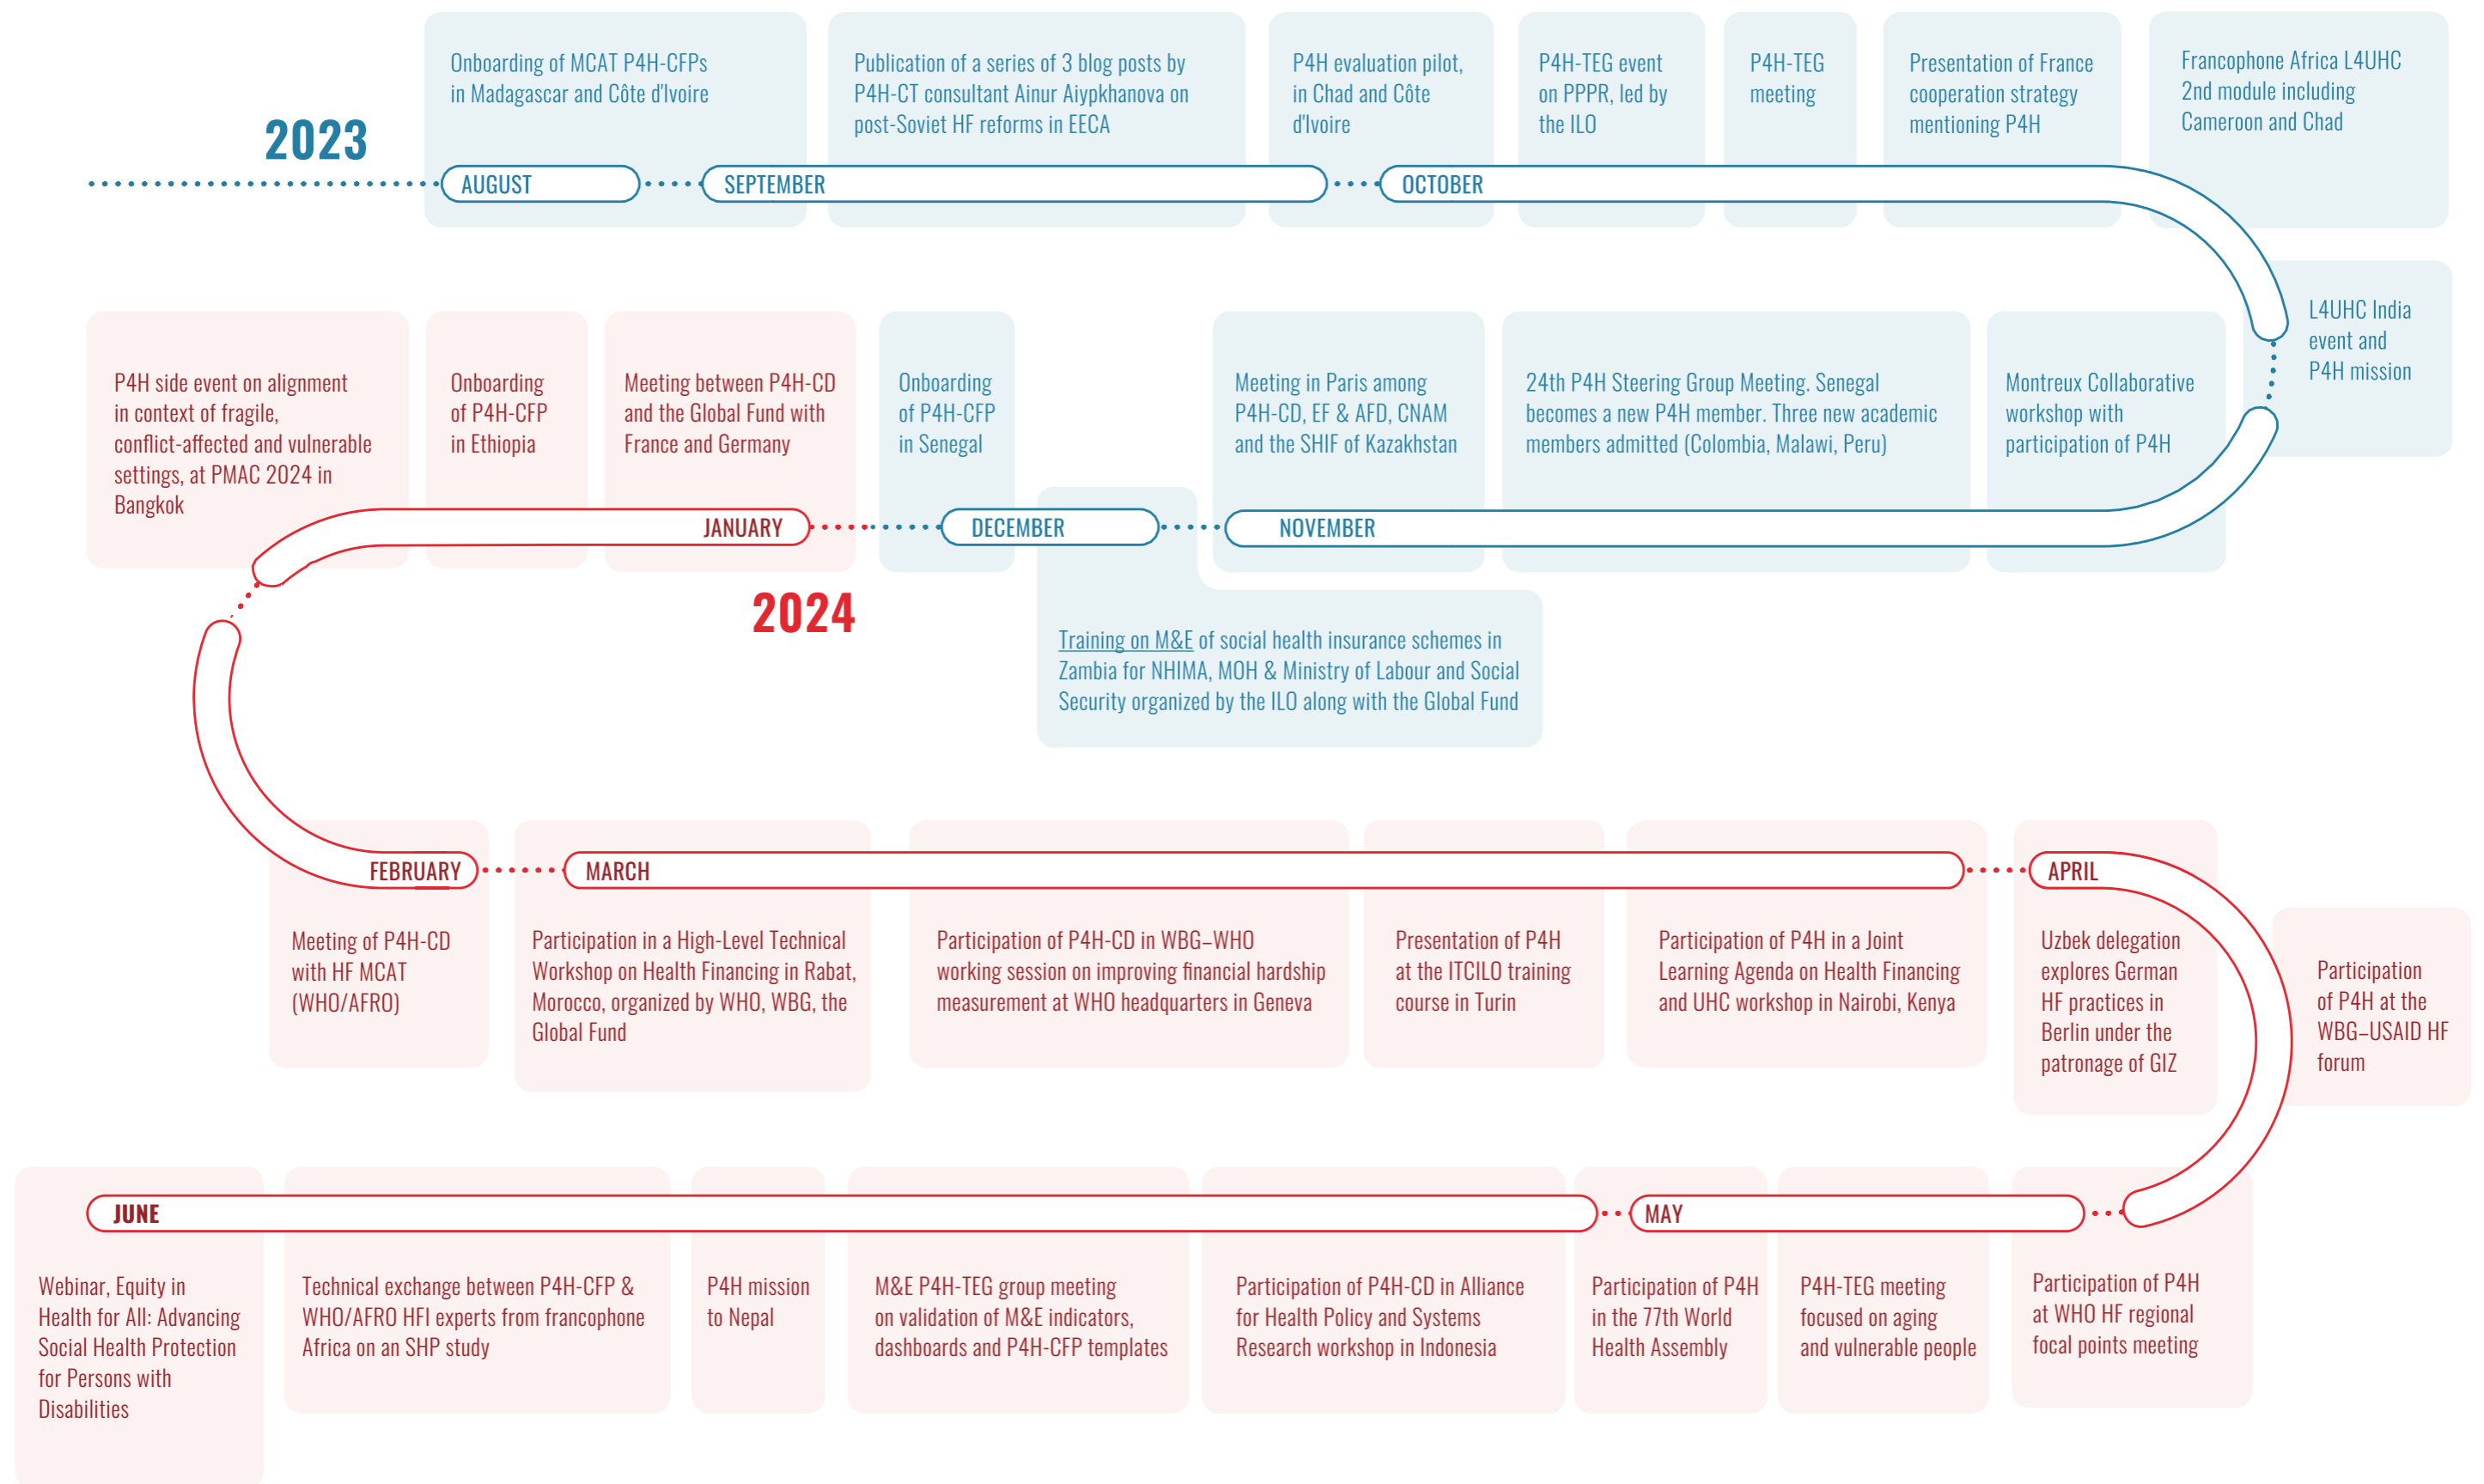 2023
Onboarding of MCAT P4H-CFPs
in Madagascar and Côte d'Ivoire
Publication of a series of 3 blog posts by
P4H-CT consultant Ainur Aiypkhanova on
post-Soviet HF reforms in EECA
P4H evaluation pilot,
in Chad and Côte
d'Ivoire
P4H-TEG event
on PPPR, led by
the ILO
P4H-TEG
meeting
Presentation of France
cooperation strategy
mentioning P4H
Francophone Africa L4UHC
2nd module including
Cameroon and Chad
AUGUST
SEPTEMBER
OCTOBER
L4UHC India
event and
P4H mission
Montreux Collaborative
workshop with
participation of P4H
24th P4H Steering Group Meeting. Senegal
becomes a new P4H member. Three new academic
members admitted (Colombia, Malawi, Peru)
Meeting in Paris among
P4H-CD, EF & AFD, CNAM
and the SHIF of Kazakhstan
NOVEMBER
DECEMBER
Training on M&E of social health insurance schemes in
Zambia for NHIMA, MOH & Ministry of Labour and Social
Security organized by the ILO along with the Global Fund
Onboarding
of P4H-CFP
in Senegal
2024
JANUARY
Meeting between P4H-CD
and the Global Fund with
France and Germany
Onboarding
of P4H-CFP
in Ethiopia
P4H side event on alignment
in context of fragile,
conflict-affected and vulnerable
settings, at PMAC 2024 in
Bangkok
FEBRUARY
MARCH
APRIL
Meeting of P4H-CD
with HF MCAT
(WHO/AFRO)
Participation in a High-Level Technical
Workshop on Health Financing in Rabat,
Morocco, organized by WHO, WBG, the
Global Fund
Participation of P4H-CD in WBG–WHO
working session on improving financial hardship
measurement at WHO headquarters in Geneva
Presentation of P4H
at the ITCILO training
course in Turin
Participation of P4H in a Joint
Learning Agenda on Health Financing
and UHC workshop in Nairobi, Kenya
Uzbek delegation
explores German
HF practices in
Berlin under the
patronage of GIZ
Participation
of P4H at the
WBG–USAID HF
forum
Participation of P4H
at WHO HF regional
focal points meeting
MAY
P4H-TEG meeting
focused on aging
and vulnerable people
Participation of P4H
in the 77th World
Health Assembly
JUNE
Participation of P4H-CD in Alliance
for Health Policy and Systems
Research workshop in Indonesia
M&E P4H-TEG group meeting
on validation of M&E indicators,
dashboards and P4H-CFP templates
P4H mission
to Nepal
Technical exchange between P4H-CFP &
WHO/AFRO HFI experts from francophone
Africa on an SHP study
Webinar, Equity in
Health for All: Advancing
Social Health Protection
for Persons with
Disabilities